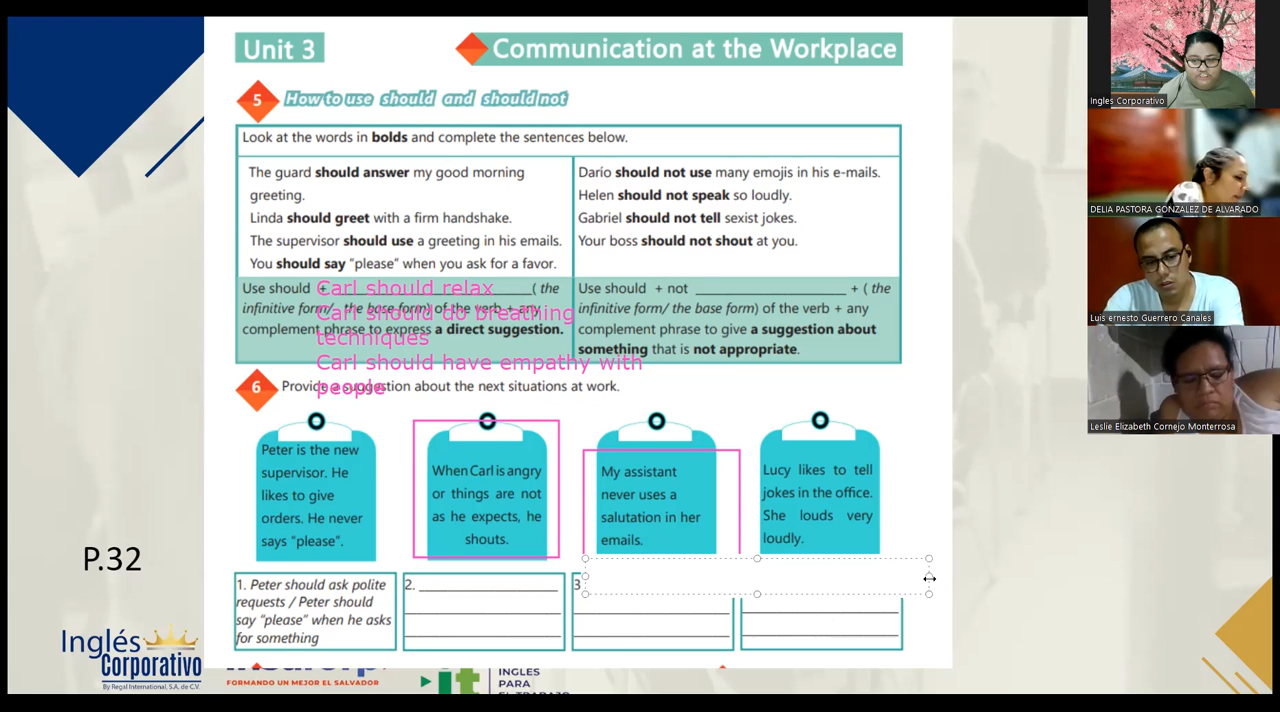 Unit 3
Communication at the Workplace
5
How to use should and should not
Look at the words in bolds and complete the sentences below.
The guard should answer my good morning
greeting.
Linda should greet with a firm handshake.
The supervisor should use a greeting in his emails.
You should say “please” when you ask for a favor.
Darío should not use many emojis in his e-mails.
Helen should not speak so loudly.
Gabriel should not tell sexist jokes.
Your boss should not shout at you.
Use should + ____________________ ( the
infinitive form/ the base form) of the verb + any
complement phrase to express a direct suggestion.
Use should + not ____________________ + ( the
infinitive form/ the base form) of the verb + any
complement phrase to give a suggestion about
something that is not appropriate.
Carl should relax
Carl should do breathing
techniques
Carl should have empathy with
people
6
Provide a suggestion about the next situations at work.
Peter is the new
supervisor. He
likes to give
orders. He never
says “please”.
When Carl is angry
or things are not
as he expects, he
shouts.
My assistant
never uses a
salutation in her
emails.
Lucy likes to tell
jokes in the office.
She louds very
loudly.
1. Peter should ask polite
requests / Peter should
say “please” when he asks
for something
2. ____________________
3
P.32
Inglés
Corporativo
By Regal International, S.A. de C.V.
FORMANDO UN MEJOR EL SALVADOR
it
INGLÉS
PARA
Ingles Corporativo
DELIA PASTORA GONZALEZ DE ALVARADO
Luis ernesto Guerrero Canales
Leslie Elizabeth Cornejo Monterrosa